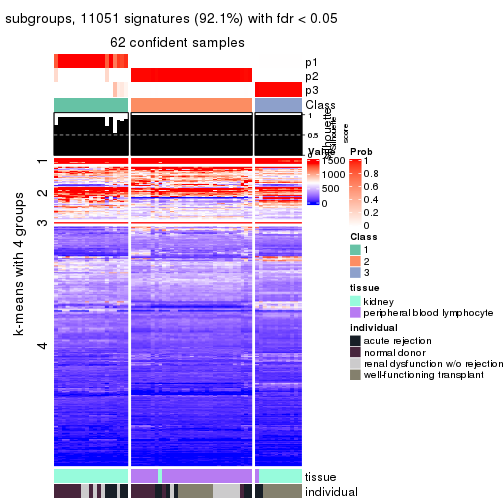 subgroups, 11051 signatures (92.1%) with fdr < 0.05
62 confident samples
p1
p2
p3
Class
1
0.5
Silhouette
score
k-means with 4 groups
1
2
3
4
Value
1500
1000
500
0
Prob
1
0.8
0.6
0.4
0.2
0
Class
1
2
3
tissue
kidney
peripheral blood lymphocyte
individual
acute rejection
normal donor
renal dysfunction w/o rejection
well-functioning transplant
tissue
individual